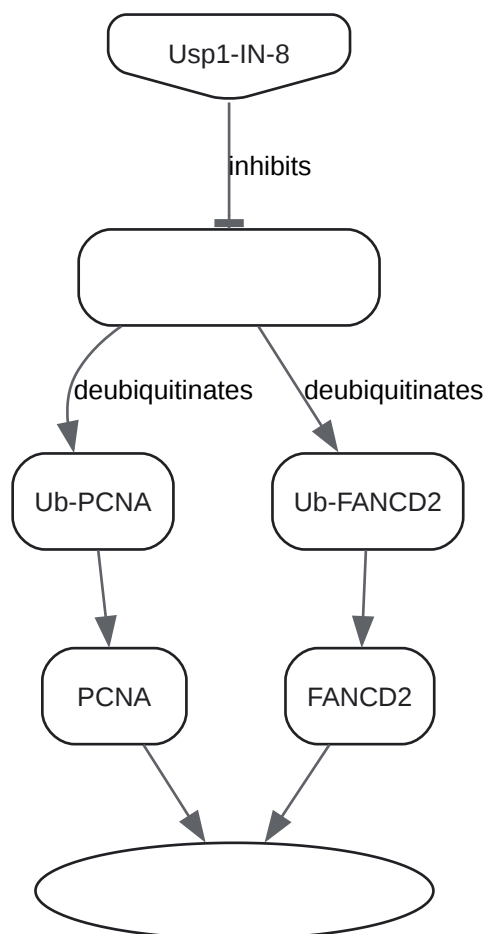 Usp1-IN-8
inhibits
deubiquitinates
deubiquitinates
Ub-PCNA
Ub-FANCD2
PCNA
FANCD2